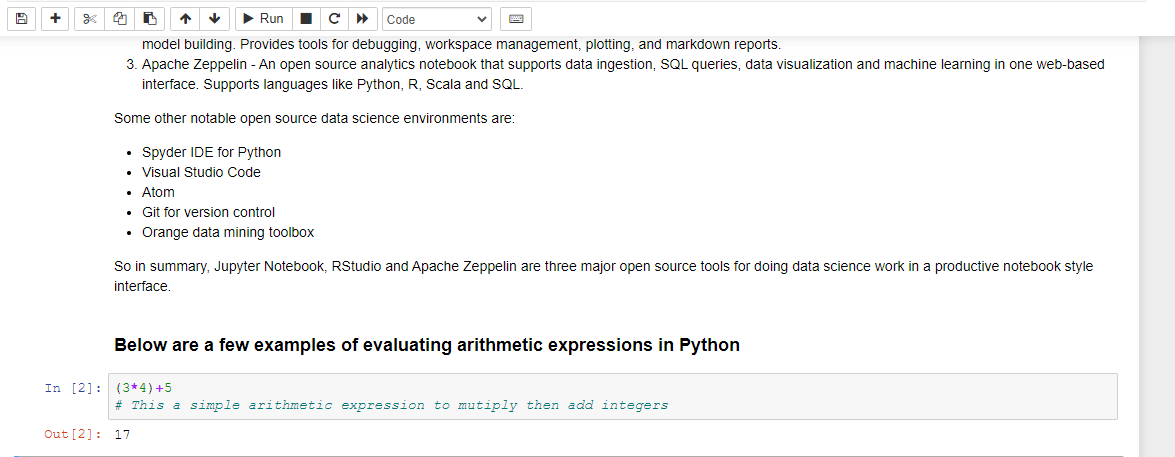 Run
Code
model building. Provides tools for debugging, workspace management, plotting, and markdown reports.
3. Apache Zeppelin - An open source analytics notebook that supports data ingestion, SQL queries, data visualization and machine learning in one web-based
interface. Supports languages like Python, R, Scala and SQL.
Some other notable open source data science environments are:
• Spyder IDE for Python
• Visual Studio Code
• Atom
• Git for version control
• Orange data mining toolbox
So in summary, Jupyter Notebook, RStudio and Apache Zeppelin are three major open source tools for doing data science work in a productive notebook style
interface.
Below are a few examples of evaluating arithmetic expressions in Python
In [2]: (3*4)+5
# This a simple arithmetic expression to mutiply then add integers
Out[2]: 17